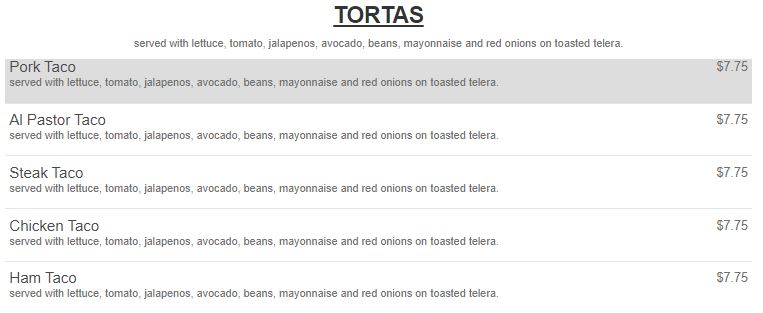 TORTAS
served with lettuce, tomato, jalapenos, avocado, beans, mayonnaise and red onions on toasted telera.
Pork Taco $7.75
served with lettuce, tomato, jalapenos, avocado, beans, mayonnaise and red onions on toasted telera.
Al Pastor Taco $7.75
served with lettuce, tomato, jalapenos, avocado, beans, mayonnaise and red onions on toasted telera.
Steak Taco $7.75
served with lettuce, tomato, jalapenos, avocado, beans, mayonnaise and red onions on toasted telera.
Chicken Taco $7.75
served with lettuce, tomato, jalapenos, avocado, beans, mayonnaise and red onions on toasted telera.
Ham Taco $7.75
served with lettuce, tomato, jalapenos, avocado, beans, mayonnaise and red onions on toasted telera.